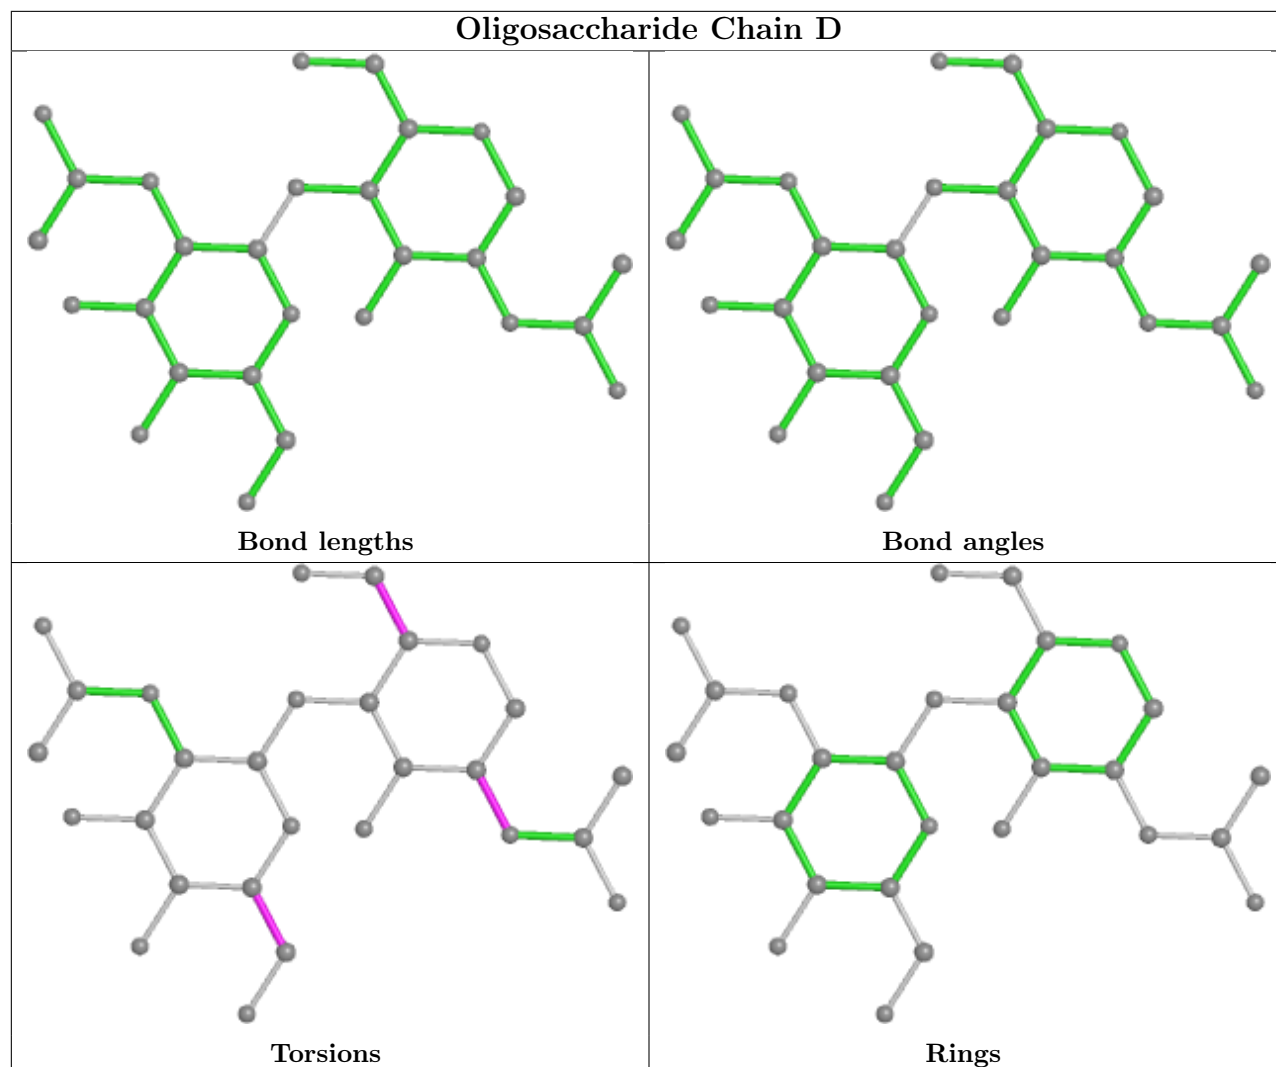 Oligosaccharide Chain D
Bond lengths
Bond angles
Torsions
Rings